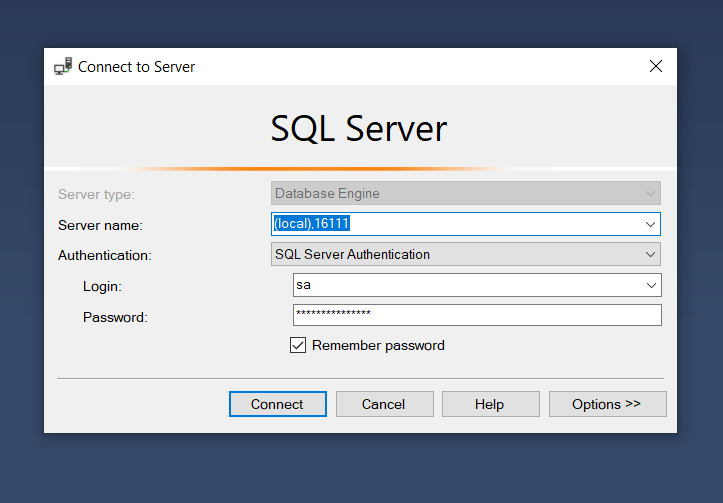 Connect to Server
SQL Server
Server type: Database Engine
Server name: (local),16111
Authentication: SQL Server Authentication
Login: sa
Password: ***************
Remember password
Connect Cancel Help Options >>